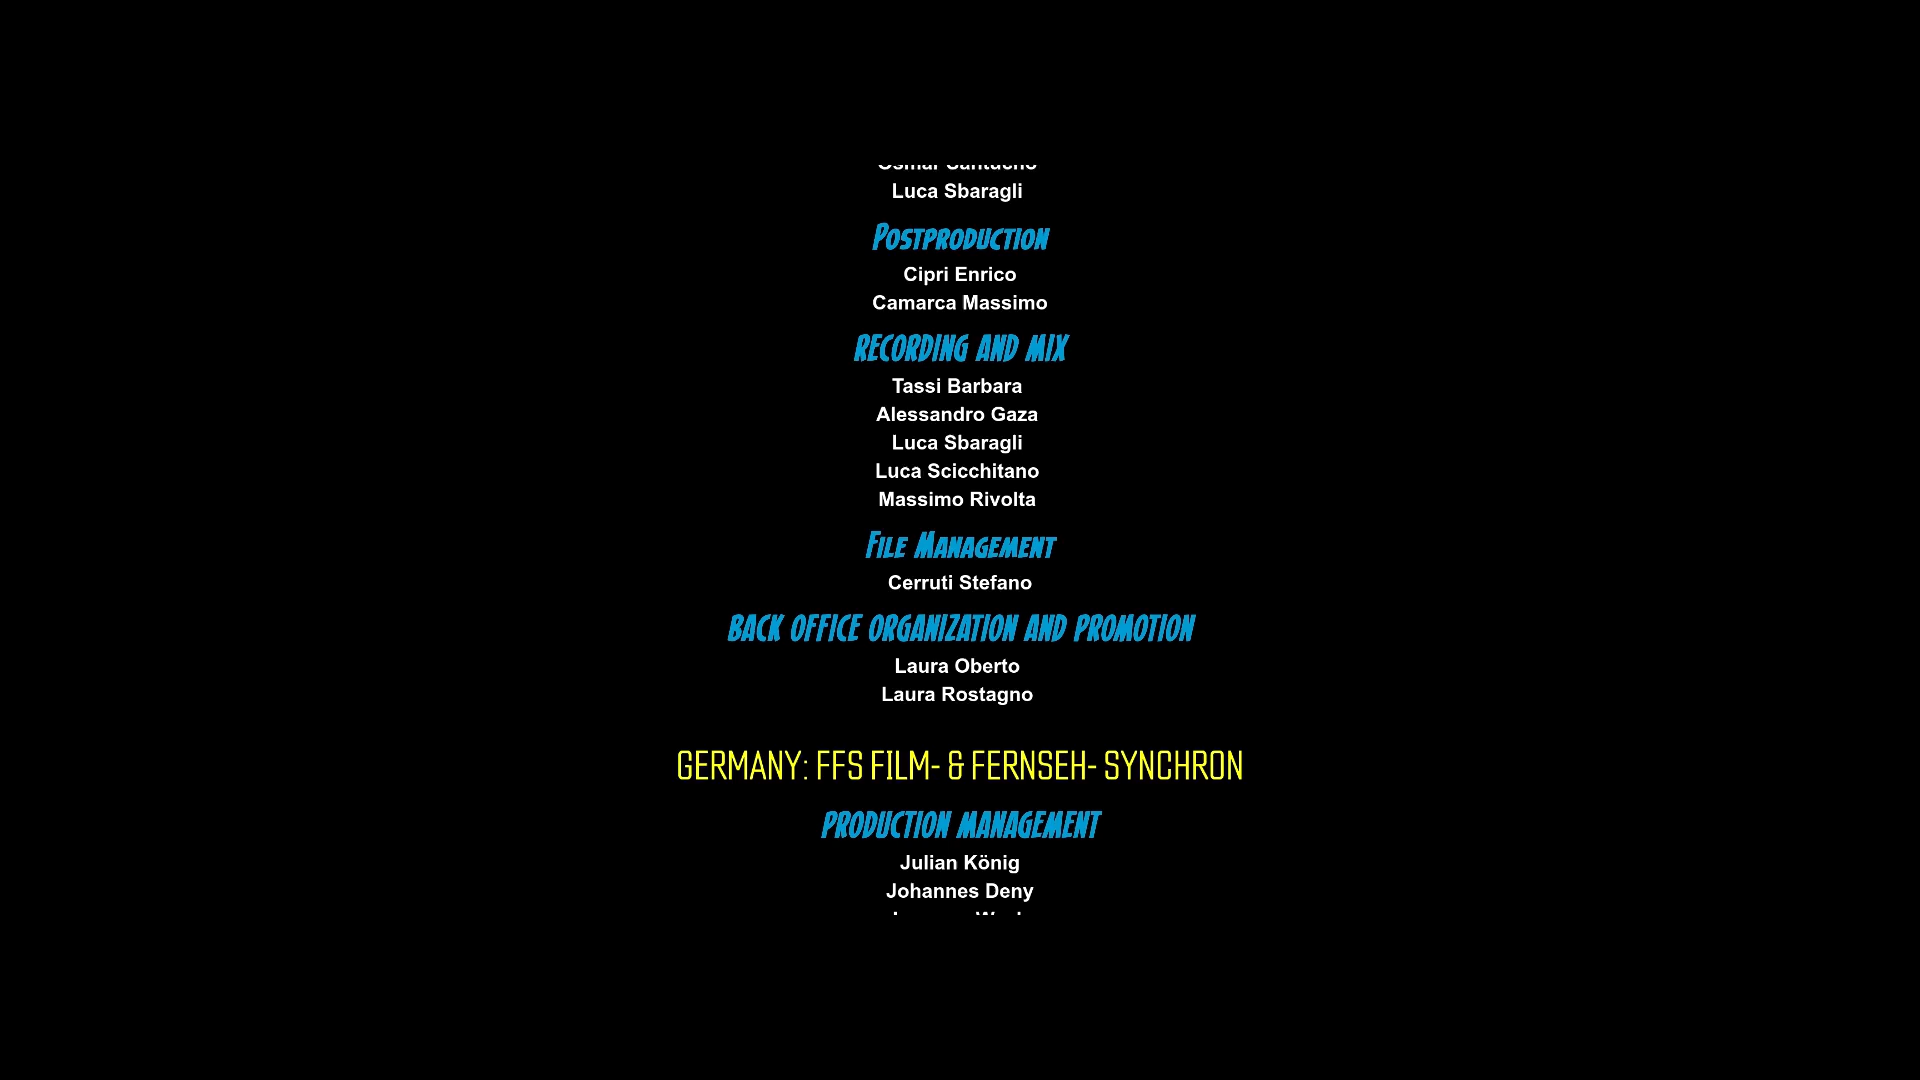 Luca Sbaragli
Postproduction
Cipri Enrico
Camarca Massimo
RECORDING AND MIX
Tassi Barbara
Alessandro Gaza
Luca Sbaragli
Luca Scicchitano
Massimo Rivolta
File Management
Cerruti Stefano
BACK OFFICE ORGANIZATION AND PROMOTION
Laura Oberto
Laura Rostagno
GERMANY: FFS FILM- & FERNSEH- SYNCHRON
PRODUCTION MANAGEMENT
Julian König
Johannes Deny